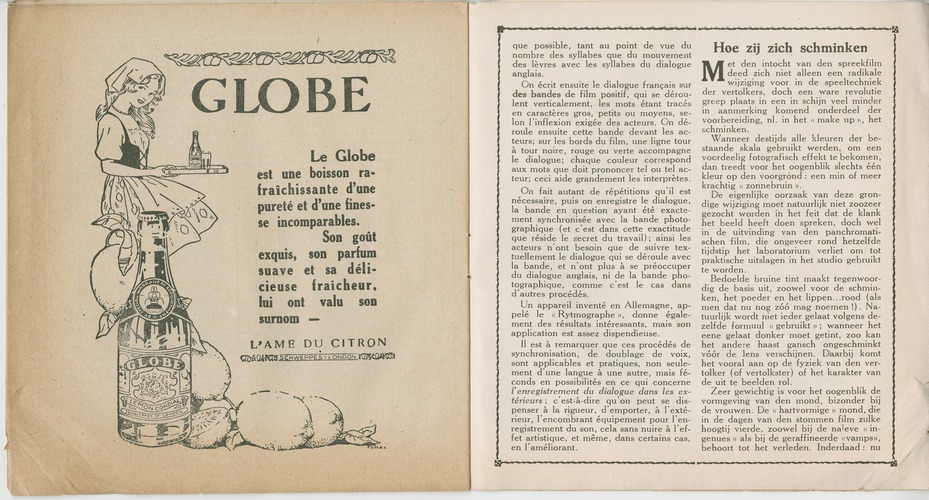 GLOBE
Le Globe
est une boisson ra-
fraîchissante d'une
pureté et d'une fines-
se incomparables.
Son goût
exquis, son parfum
suave et sa déli-
cieuse fraîcheur,
lui ont valu son
surnom —
L'AME DU CITRON
SCHWEPPES-LONDON
GLOBE
LEMON CORDIAL
que possible, tant au point de vue du
nombre des syllabes que du mouvement
des lèvres avec les syllabes du dialogue
anglais.
On écrit ensuite le dialogue français sur
des bandes de film positif, qui se dérou-
lent verticalement, les mots étant tracés
en caractères gros, petits ou moyens, se-
lon l'inflexion exigée des acteurs. On dé-
roule ensuite cette bande devant les ac-
teurs; sur les bords du film, une ligne tour
à tour noire, rouge ou verte accompagne
le dialogue; chaque couleur correspond
aux mots que doit prononcer tel ou tel ac-
teur; ceci aide grandement les interprètes.
On fait autant de répétitions qu'il est
nécessaire, puis on enregistre le dialogue,
la bande en question ayant été exacte-
ment synchronisée avec la bande photo-
graphique (et c'est dans cette exactitude
que réside le secret du travail); ainsi les
acteurs n'ont besoin que de suivre tex-
tuellement le dialogue qui se déroule avec
la bande, et n'ont plus à se préoccuper
du dialogue anglais, ni de la bande pho-
tographique, comme c'est le cas dans
d'autres procédés.
Un appareil inventé en Allemagne, ap-
pelé le « Rytmographe », donne égale-
ment des résultats intéressants, mais son
application est assez dispendieuse.
Il est à remarquer que ces procédés de
synchronisation, de doublage de voix,
sont applicables et pratiques, non seule-
ment d'une langue à une autre, mais fé-
conds en possibilités en ce qui concerne
l'enregistrement du dialogue dans les ex-
térieurs; c'est-à-dire qu'on peut se dis-
penser à la rigueur, d'emporter, à l'exté-
rieur, l'encombrant équipement pour l'en-
registrement du son, cela sans nuire à l'ef-
fet artistique, et même, dans certains cas,
en l'améliorant.
Hoe zij zich schminken
Met den intocht van den spreekfilm
deed zich niet alleen een radikale
wijziging voor in de speeltechniek
der vertolkers, doch een ware revolutie
greep plaats in een in schijn veel minder
in aanmerking komend onderdeel der
voorbereiding, nl. in het « make up », het
schminken.
Wanneer destijds alle kleuren der be-
staande skala gebruikt werden, om een
voordeelig fotografisch effekt te bekomen,
dan treedt voor het oogenblik slechts één
kleur op den voorgrond : een min of meer
krachtig « zonnebruin ».
De eigenlijke oorzaak van deze gron-
dige wijziging moet natuurlijk niet zoozeer
gezocht worden in het feit dat de klank
het beeld heeft doen spreken, doch wel
in de uitvinding van den panchromati-
schen film, die ongeveer rond hetzelfde
tijdstip het laboratorium verliet om tot
praktische uitslagen in het studio gebruikt
te worden.
Bedoelde bruine tint maakt tegenwoor-
dig de basis uit, zoowel voor de schmin-
ken, het poeder en het lippen...rood (als
men dat nu nog zóó mag noemen !). Na-
tuurlijk wordt niet ieder gelaat volgens de-
zelfde formuul « gebruikt »; wanneer het
eene gelaat donker moet getint, zoo kan
het andere haast gansch ongeschminkt
vóór de lens verschijnen. Daarbij komt
het vooral aan op de fyziek van den ver-
tolker (of vertolkster) of het karakter van
de uit te beelden rol.
Zeer gewichtig is voor het oogenblik de
vormgeving van den mond, bizonder bij
de vrouwen. De « hartvormige » mond, die
in de dagen van den stommen film zulke
hoogtij vierde, zoowel bij de naïeve « in-
genues » als bij de geraffineerde «vamps»,
behoort tot het verleden. Inderdaad : nu